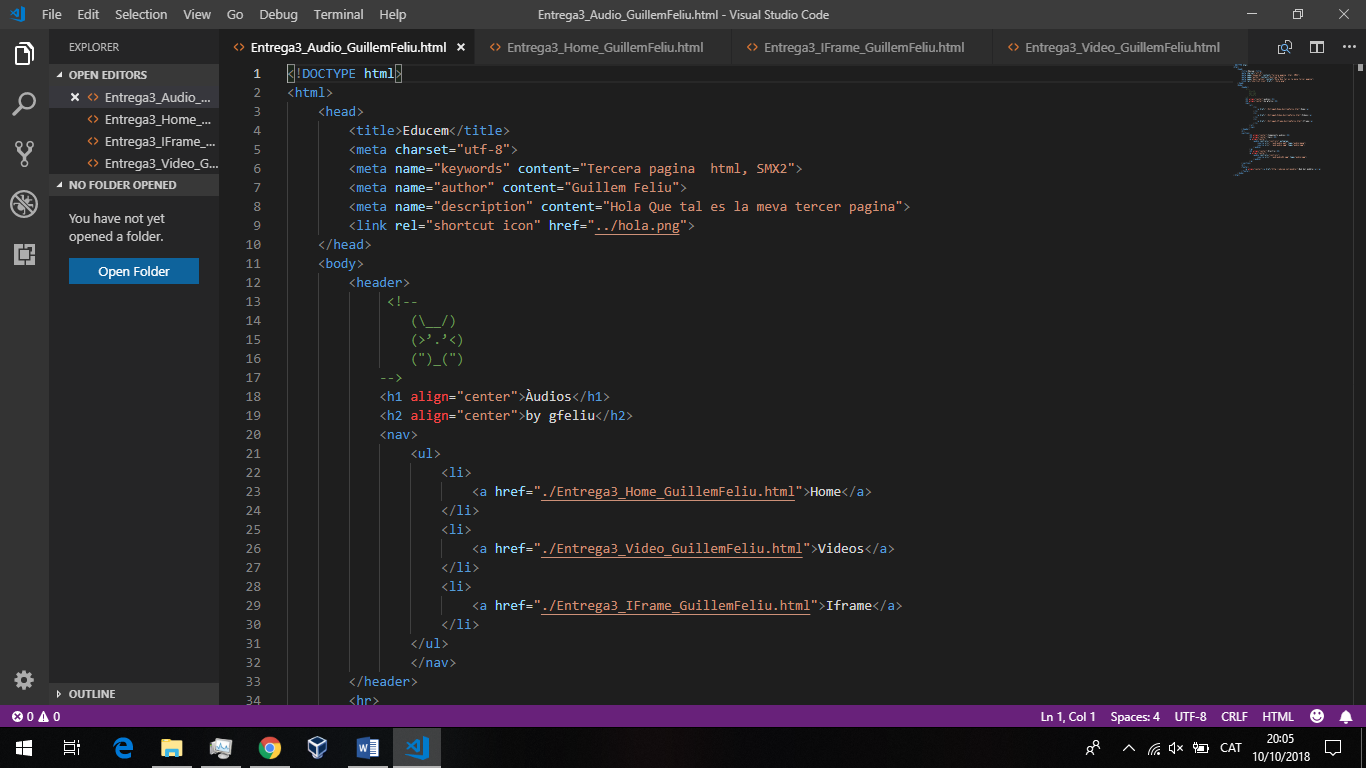 File Edit Selection View Go Debug Terminal Help Entrega3_Audio_GuillemFeliu.html - Visual Studio Code
EXPLORER
OPEN EDITORS
Entrega3_Audio_...
Entrega3_Home_...
Entrega3_IFrame_...
Entrega3_Video_G...
NO FOLDER OPENED
You have not yet
opened a folder.
Open Folder
OUTLINE
Entrega3_Audio_GuillemFeliu.html Entrega3_Home_GuillemFeliu.html Entrega3_IFrame_GuillemFeliu.html Entrega3_Video_GuillemFeliu.html
1 <!DOCTYPE html>
2 <html>
3 <head>
4 <title>Educem</title>
5 <meta charset="utf-8">
6 <meta name="keywords" content="Tercera pagina  html, SMX2">
7 <meta name="author" content="Guillem Feliu">
8 <meta name="description" content="Hola Que tal es la meva tercer pagina">
9 <link rel="shortcut icon" href="../hola.png">
10 </head>
11 <body>
12 <header>
13 <!--
14 (\__/)
15 (>’.’<)
16 (")_(")
17 -->
18 <h1 align="center">Àudios</h1>
19 <h2 align="center">by gfeliu</h2>
20 <nav>
21 <ul>
22 <li>
23 <a href="./Entrega3_Home_GuillemFeliu.html">Home</a>
24 </li>
25 <li>
26 <a href="./Entrega3_Video_GuillemFeliu.html">Videos</a>
27 </li>
28 <li>
29 <a href="./Entrega3_IFrame_GuillemFeliu.html">Iframe</a>
30 </li>
31 </ul>
32 </nav>
33 </header>
34 <hr>
0 0 Ln 1, Col 1 Spaces: 4 UTF-8 CRLF HTML
CAT 20:05
10/10/2018